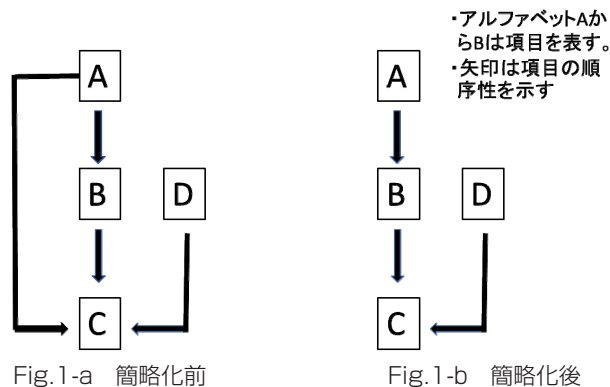 ・アルファベットAか
らBは項目を表す。
・矢印は項目の順
序性を示す
A
B
D
C
A
B
D
C
Fig.1-a 簡略化前
Fig.1-b 簡略化後